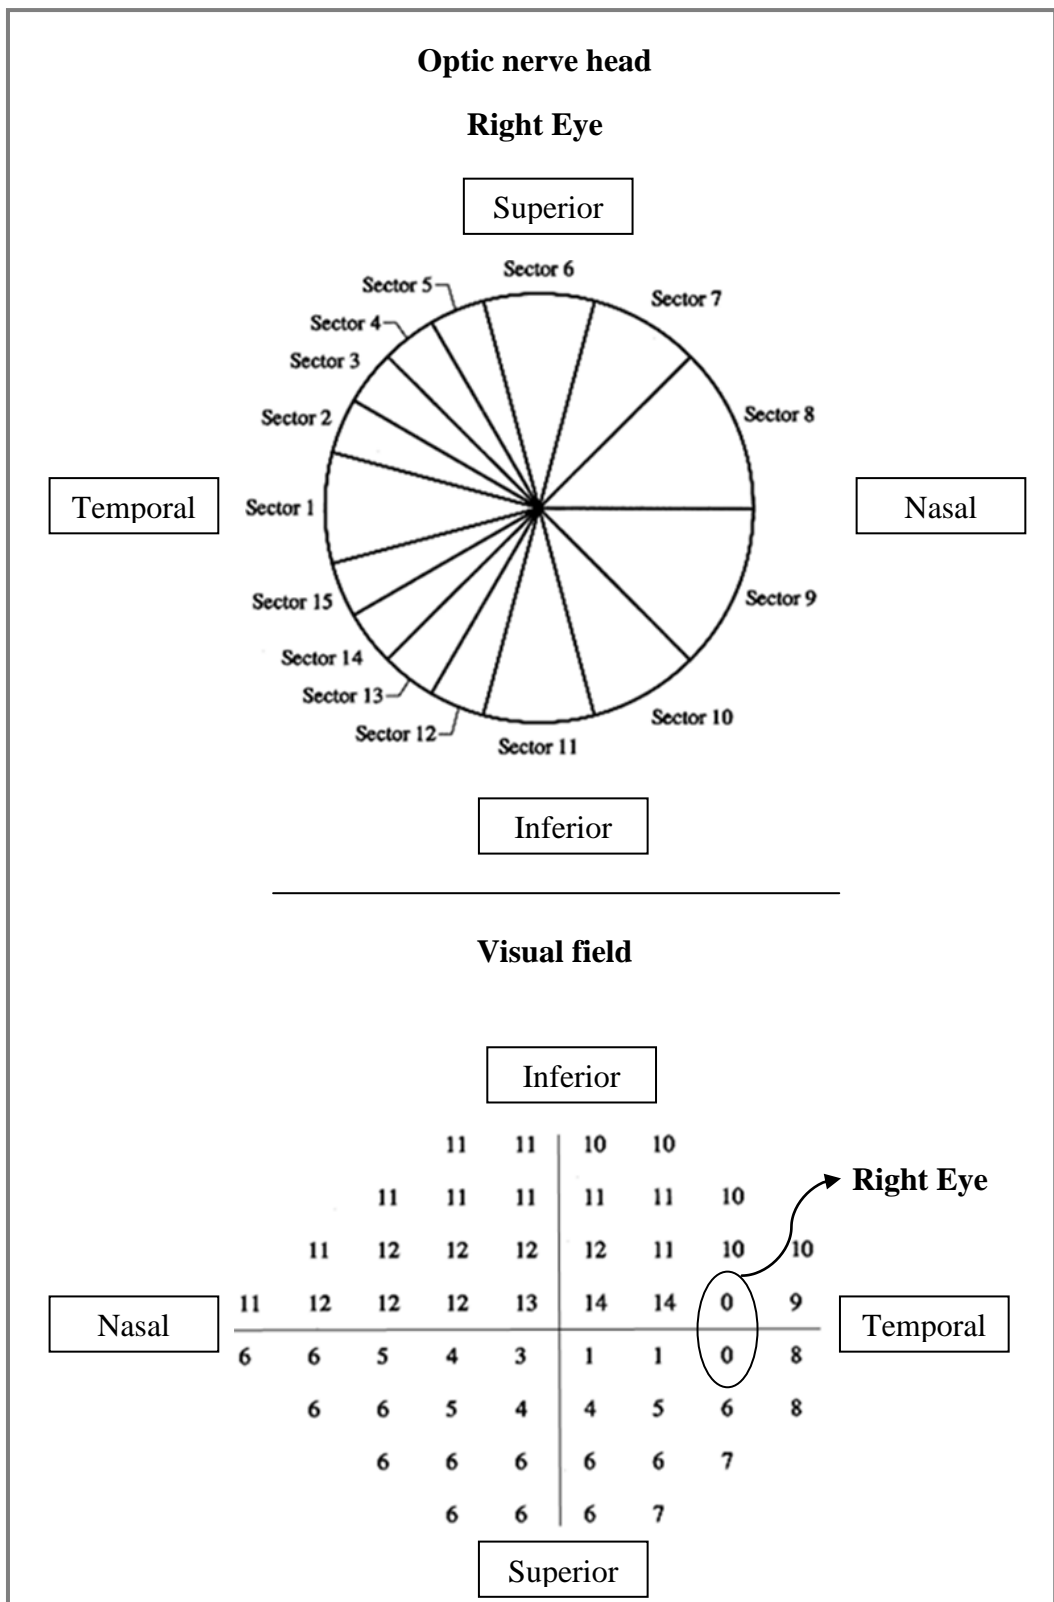 Optic nerve head
Right Eye
Superior
Sector 6
Sector 5
Sector 7
Sector 4
Sector 3
Sector 2
Sector 8
Temporal
Sector 1
Nasal
Sector 15
Sector 9
Sector 14
Sector 13
Sector 12
Sector 10
Sector 11
Inferior
Visual field
Inferior
11 11 10 10
Right Eye
11 11 11 11 11 10
11 12 12 12 12 11 10 10
11 12 12 12 13 14 14 0 9
Nasal
Temporal
6 6 5 4 3 1 1 0 8
6 6 5 4 4 5 6 8
6 6 6 6 6 7
6 6 6 7
Superior